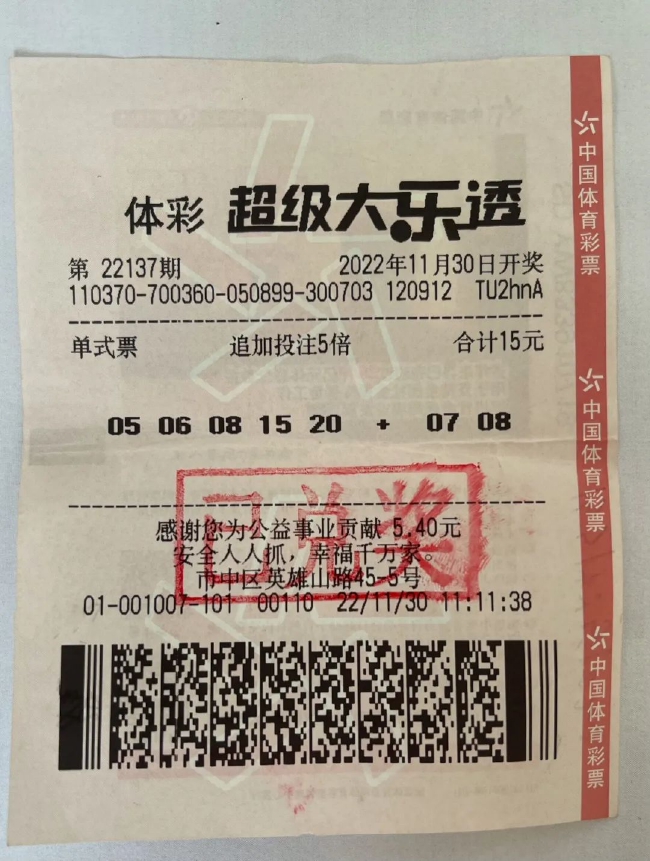 体彩 超级大乐透
第 22137期 2022年11月30日开奖
110370-700360-050899-300703 120912 TU2hnA
单式票 追加投注5倍 合计15元
05 06 08 15 20 + 07 08
已兑奖
感谢您为公益事业贡献 5.40元
安全人人抓，幸福千万家。
市中区英雄山路45-5号
01-001007-101 00110 22/11/30 11:11:38
中国体育彩票
中国体育彩票
中国体育彩票